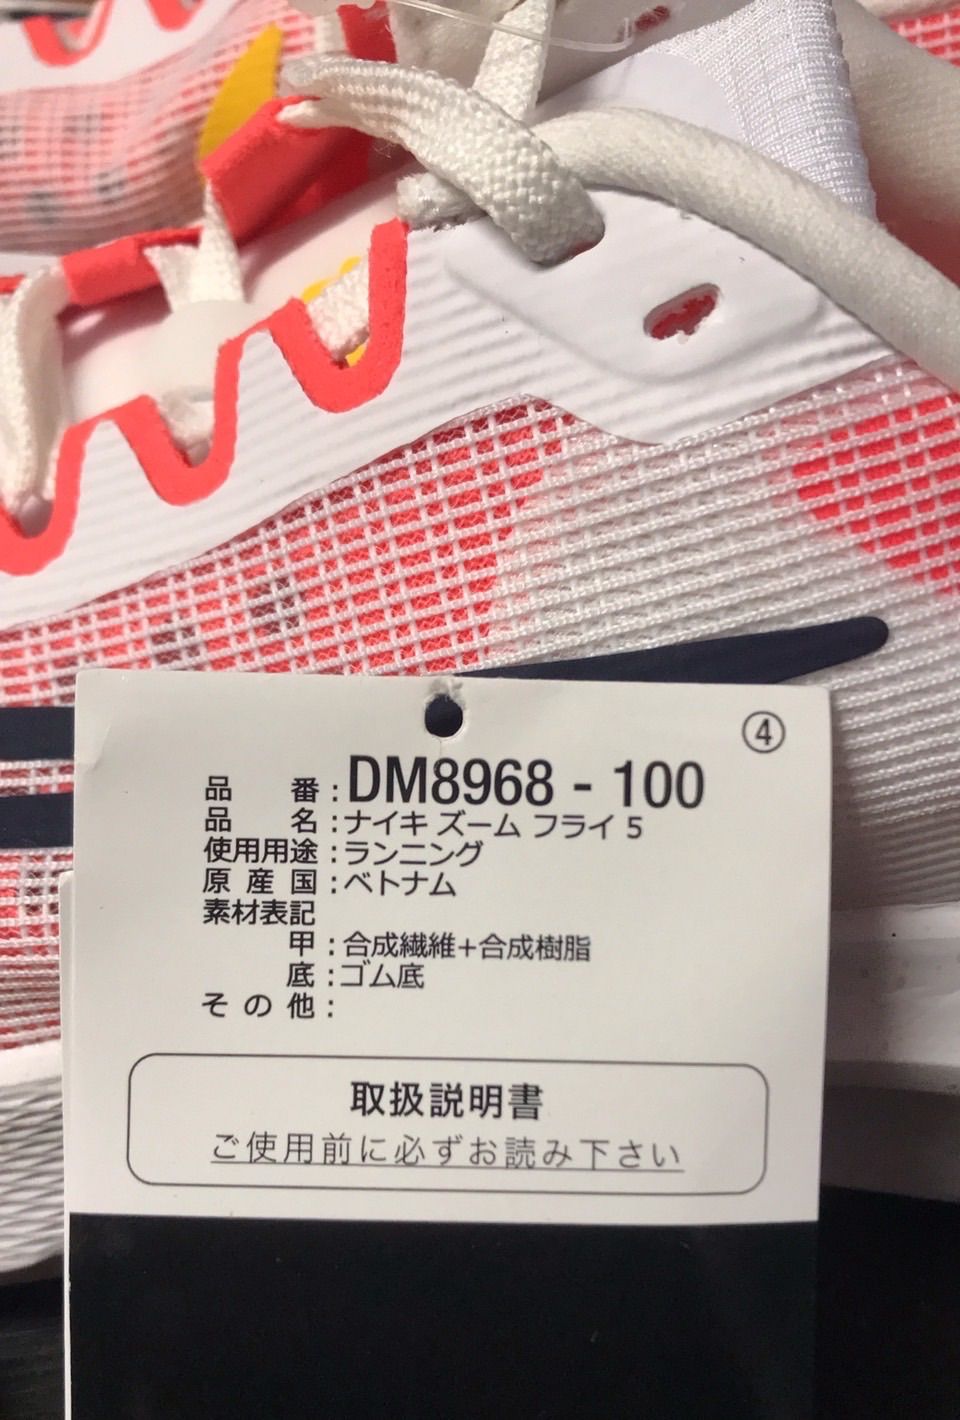 ④
品　番：DM8968 - 100
品　名：ナイキ ズーム フライ 5
使用用途：ランニング
原産国：ベトナム
素材表記
甲：合成繊維+合成樹脂
底：ゴム底
その他：
取扱説明書
ご使用前に必ずお読み下さい